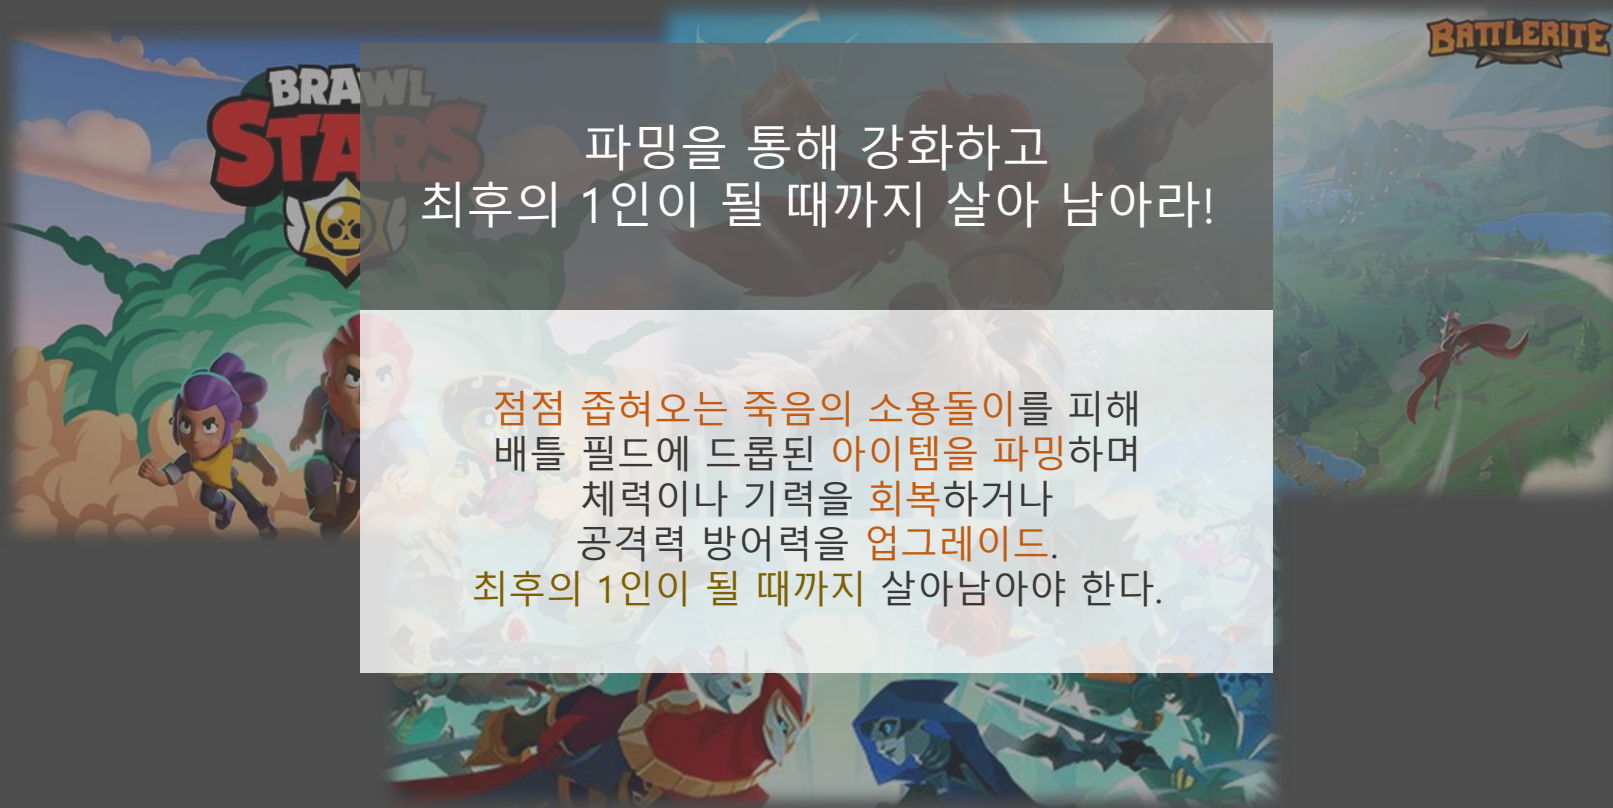 BRAWL
STARS
BATTLERITE
파밍을 통해 강화하고
최후의 1인이 될 때까지 살아 남아라!
점점 좁혀오는 죽음의 소용돌이를 피해
배틀 필드에 드롭된 아이템을 파밍하며
체력이나 기력을 회복하거나
공격력 방어력을 업그레이드.
최후의 1인이 될 때까지 살아남아야 한다.